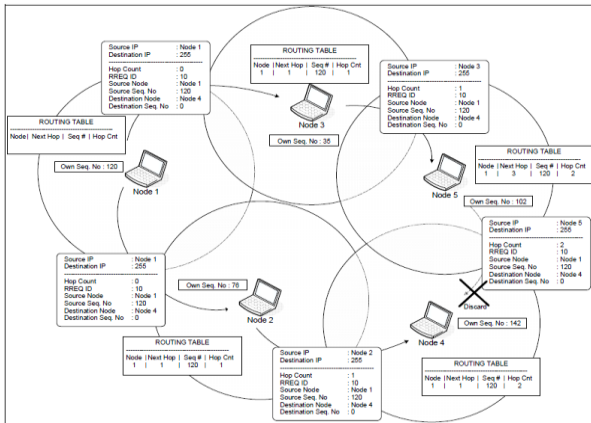 Source IP : Node 1
Destination IP : 255
Hop Count : 0
RREQ ID : 10
Source Node : Node 1
Source Seq. No : 120
Destination Node : Node 4
Destination Seq. No : 0
ROUTING TABLE
Node |Next Hop | Seq # | Hop Cnt
1 | 1 | 120 | 1
Node 3
Own Seq. No : 35
Source IP : Node 3
Destination IP : 255
Hop Count : 1
RREQ ID : 10
Source Node : Node 1
Source Seq. No : 120
Destination Node : Node 4
Destination Seq. No : 0
ROUTING TABLE
Node| Next Hop | Seq # | Hop Cnt
Own Seq. No : 120
Node 1
Node 5
Own Seq. No : 102
ROUTING TABLE
Node |Next Hop | Seq # | Hop Cnt
1 | 3 | 120 | 2
Source IP : Node 1
Destination IP : 255
Hop Count : 0
RREQ ID : 10
Source Node : Node 1
Source Seq. No : 120
Destination Node : Node 4
Destination Seq. No : 0
Own Seq. No : 76
Node 2
ROUTING TABLE
Node |Next Hop | Seq # | Hop Cnt
1 | 1 | 120 | 1
Source IP : Node 5
Destination IP : 255
Hop Count : 2
RREQ ID : 10
Source Node : Node 1
Source Seq. No : 120
Destination Node : Node 4
Destination Seq. No : 0
Discard
Node 4
Own Seq. No : 142
Source IP : Node 2
Destination IP : 255
Hop Count : 1
RREQ ID : 10
Source Node : Node 1
Source Seq. No : 120
Destination Node : Node 4
Destination Seq. No : 0
ROUTING TABLE
Node |Next Hop | Seq # | Hop Cnt
1 | 1 | 120 | 2